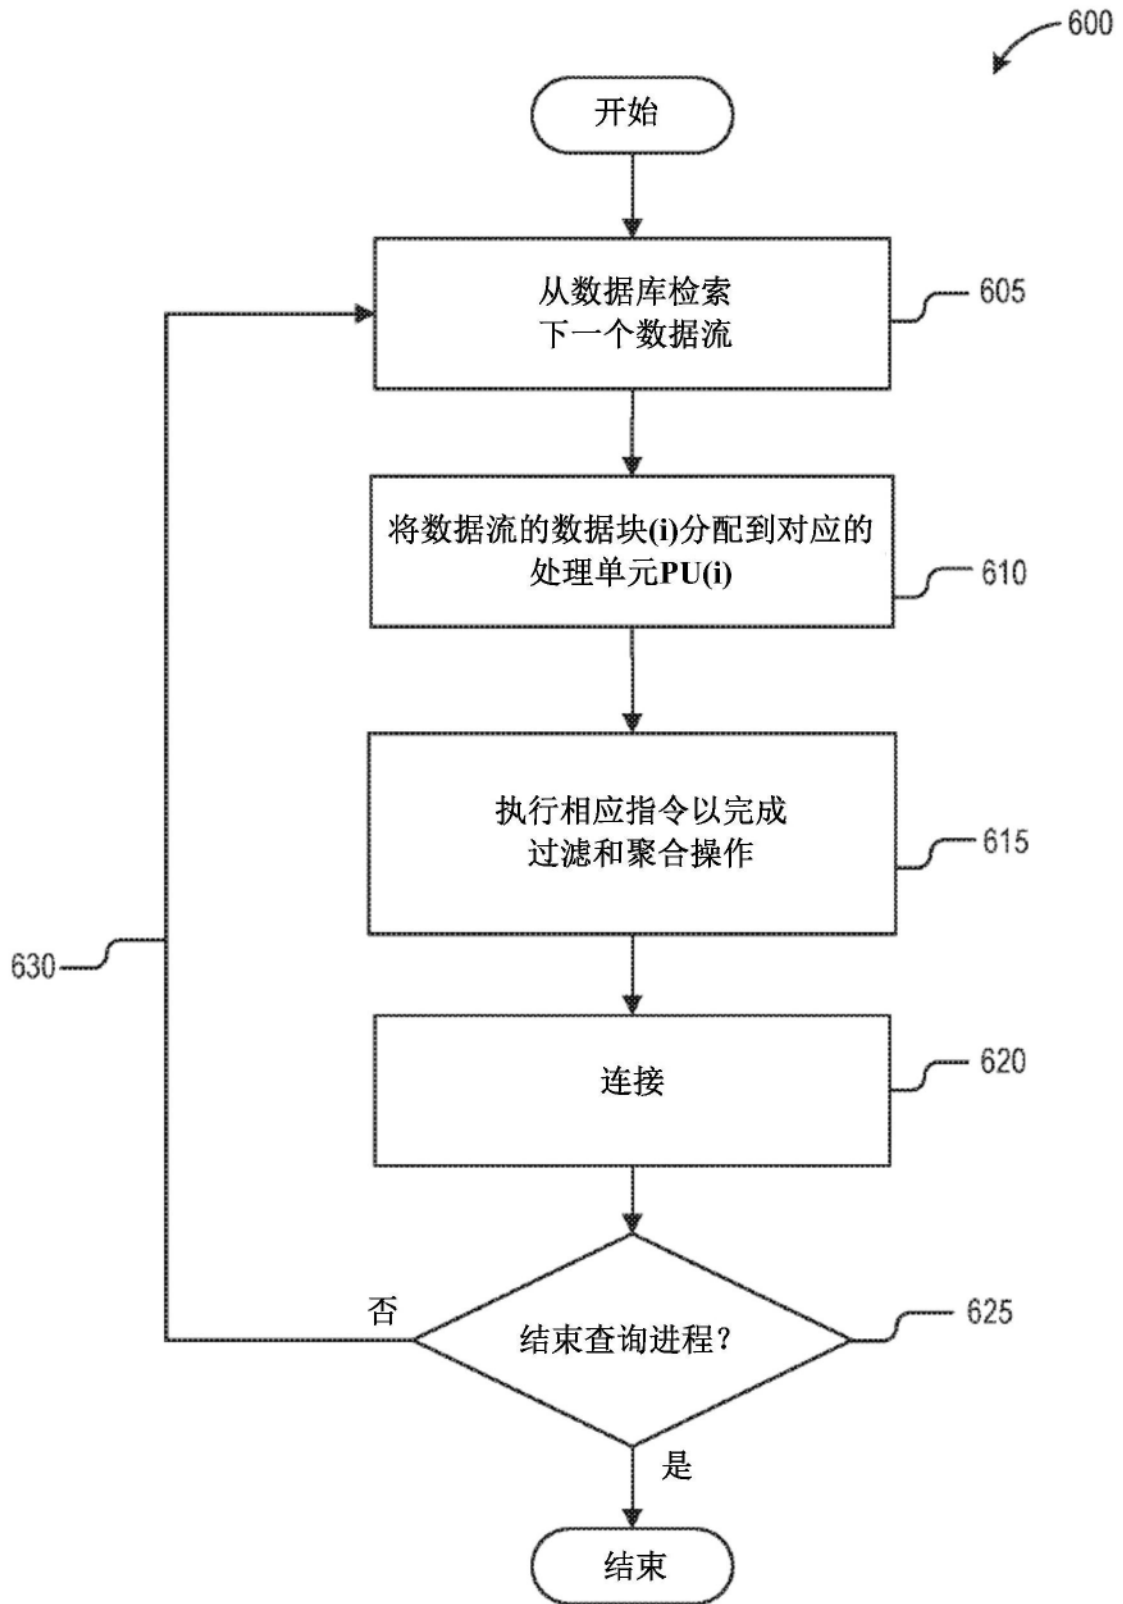 600
开始
从数据库检索
下一个数据流
605
将数据流的数据块(i)分配到对应的
处理单元PU(i)
610
执行相应指令以完成
过滤和聚合操作
615
630
连接
620
否
结束查询进程？
625
是
结束